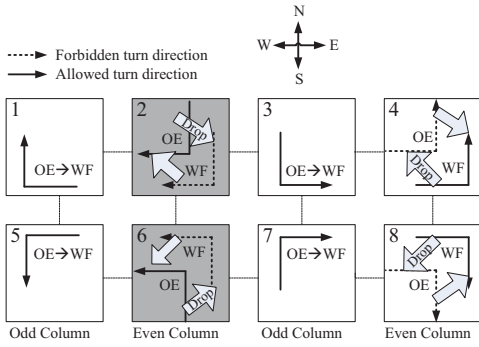 N
W E
S
Forbidden turn direction
Allowed turn direction
1
OE→WF
2
OE
Drop
WF
3
OE→WF
4
OE
Drop
WF
5
OE→WF
6
WF
OE
Drop
7
OE→WF
8
Drop
WF
OE
Odd Column Even Column Odd Column Even Column